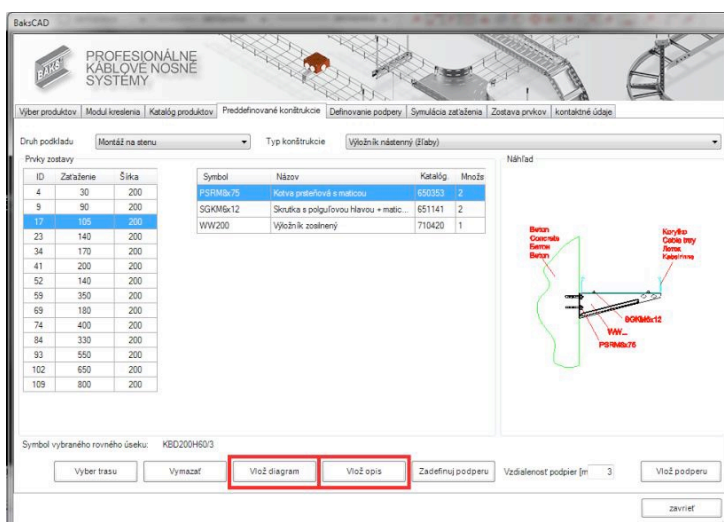 BaksCAD
BAKS
PROFESIONÁLNE
KÁBLOVÉ NOSNÉ
SYSTÉMY
Výber produktov Modul kreslenia Katalóg produktov Preddefinované konštrukcie Definovanie podpery Symulácia zaťaženia Zostava prvkov kontaktné údaje
Druh podkladu Montáž na stenu Typ konštrukcie Výložník nástenný (žľaby)
Prvky zostavy
ID Zaťaženie Šírka
4 30 200
9 90 200
17 105 200
23 140 200
34 170 200
41 200 200
52 140 200
59 350 200
69 180 200
74 400 200
84 330 200
93 550 200
102 650 200
109 800 200
Symbol Názov Katalóg. Množs
PSRM8x75 Kotva prsteňová s maticou 650353 2
SGKM6x12 Skrutka s polguľovou hlavou + matic... 651141 2
WW200 Výložník zosilnený 710420 1
Náhľad
Beton
Concrete
Бетон
Beton
Korytko
Cable tray
Лоток
Kabelrinne
SGKM6x12
WW...
PSRM8x75
Symbol vybraného rovného úseku: KBD200H60/3
Vyber trasu Vymazať Vlož diagram Vlož opis Zadefinuj podperu Vzdialenosť podpier [m 3 Vlož podperu
zavrieť